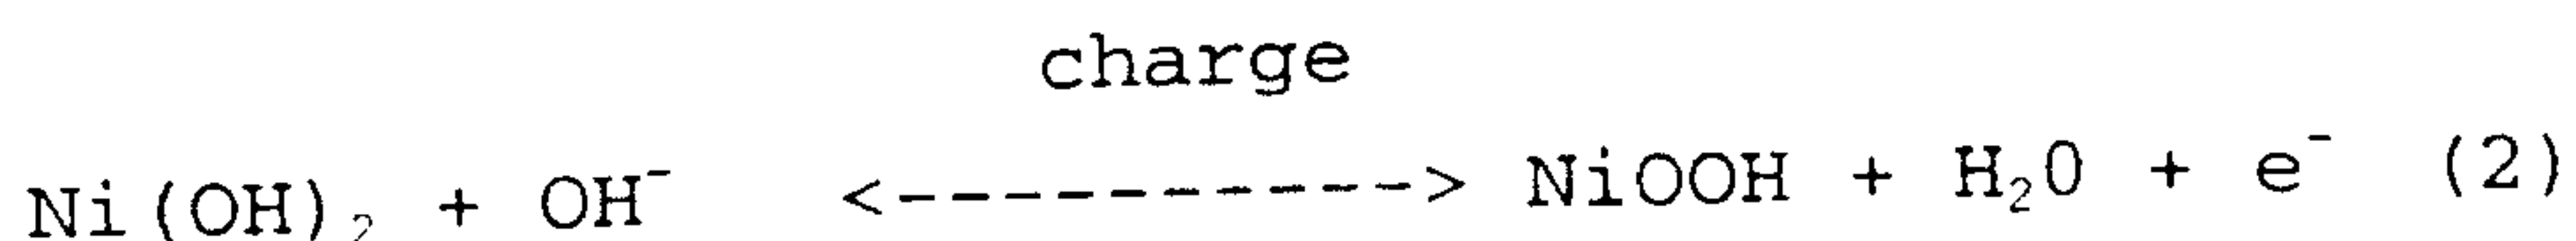 charge
Ni(OH)₂ + OH⁻ <-----------> NiOOH + H₂O + e⁻ (2)